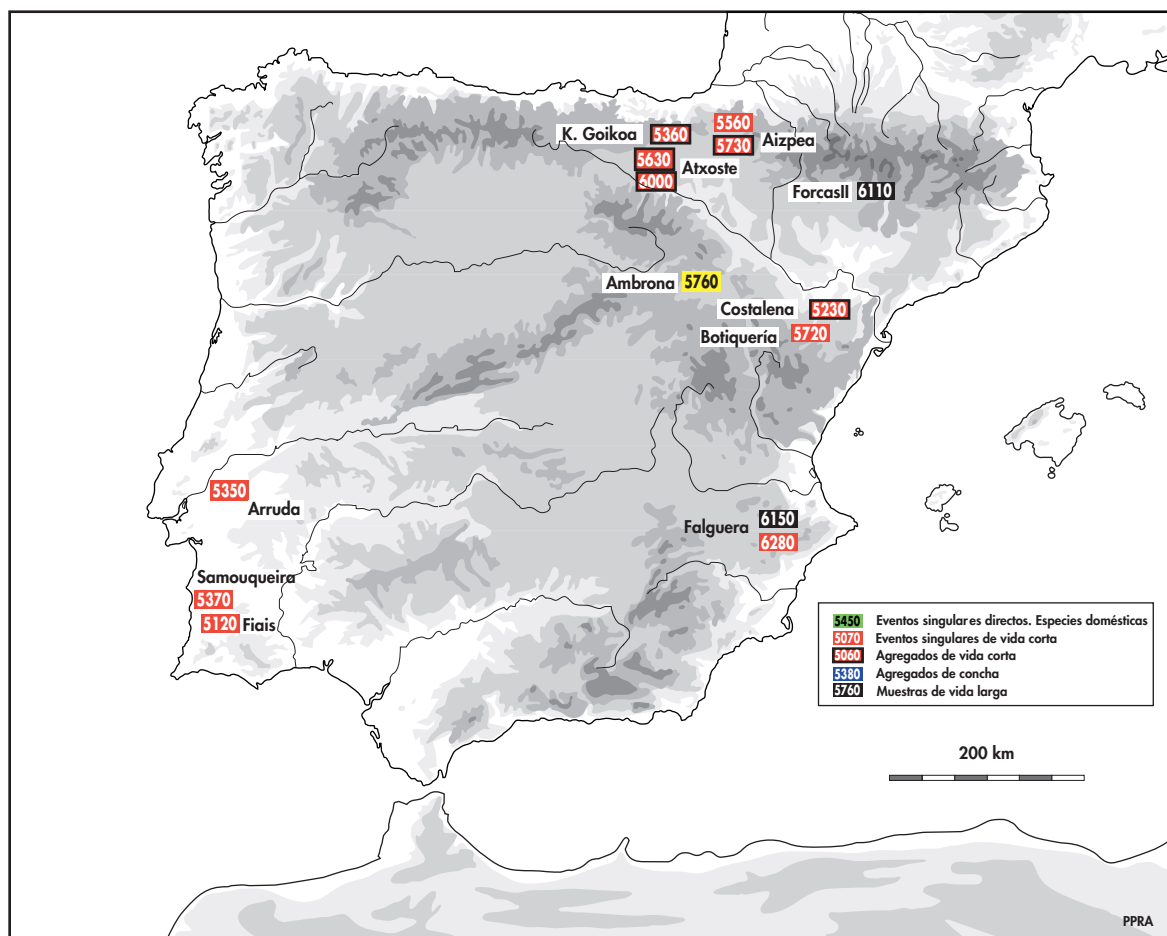 5560
K. Goikoa 5360
Aizpea
5730
5630
Atxoste
6000
ForcasII 6110
Ambrona 5760
Costalena 5230
Botiquería 5720
5350
Arruda
Falguera 6150
6280
Samouqueira
5370
5120 Fiais
5450 Eventos singulares directos. Especies domésticas
5070 Eventos singulares de vida corta
5060 Agregados de vida corta
5380 Agregados de concha
5760 Muestras de vida larga
200 km
PPRA